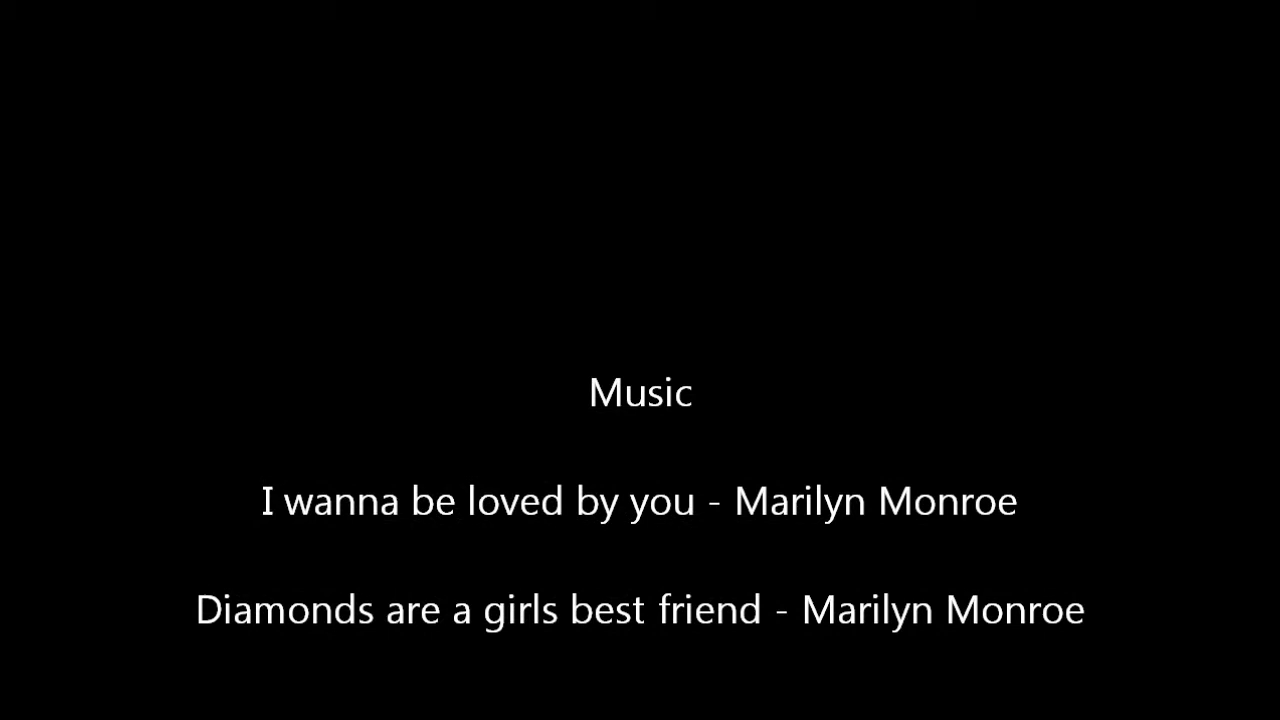 Music
I wanna be loved by you - Marilyn Monroe
Diamonds are a girls best friend - Marilyn Monroe